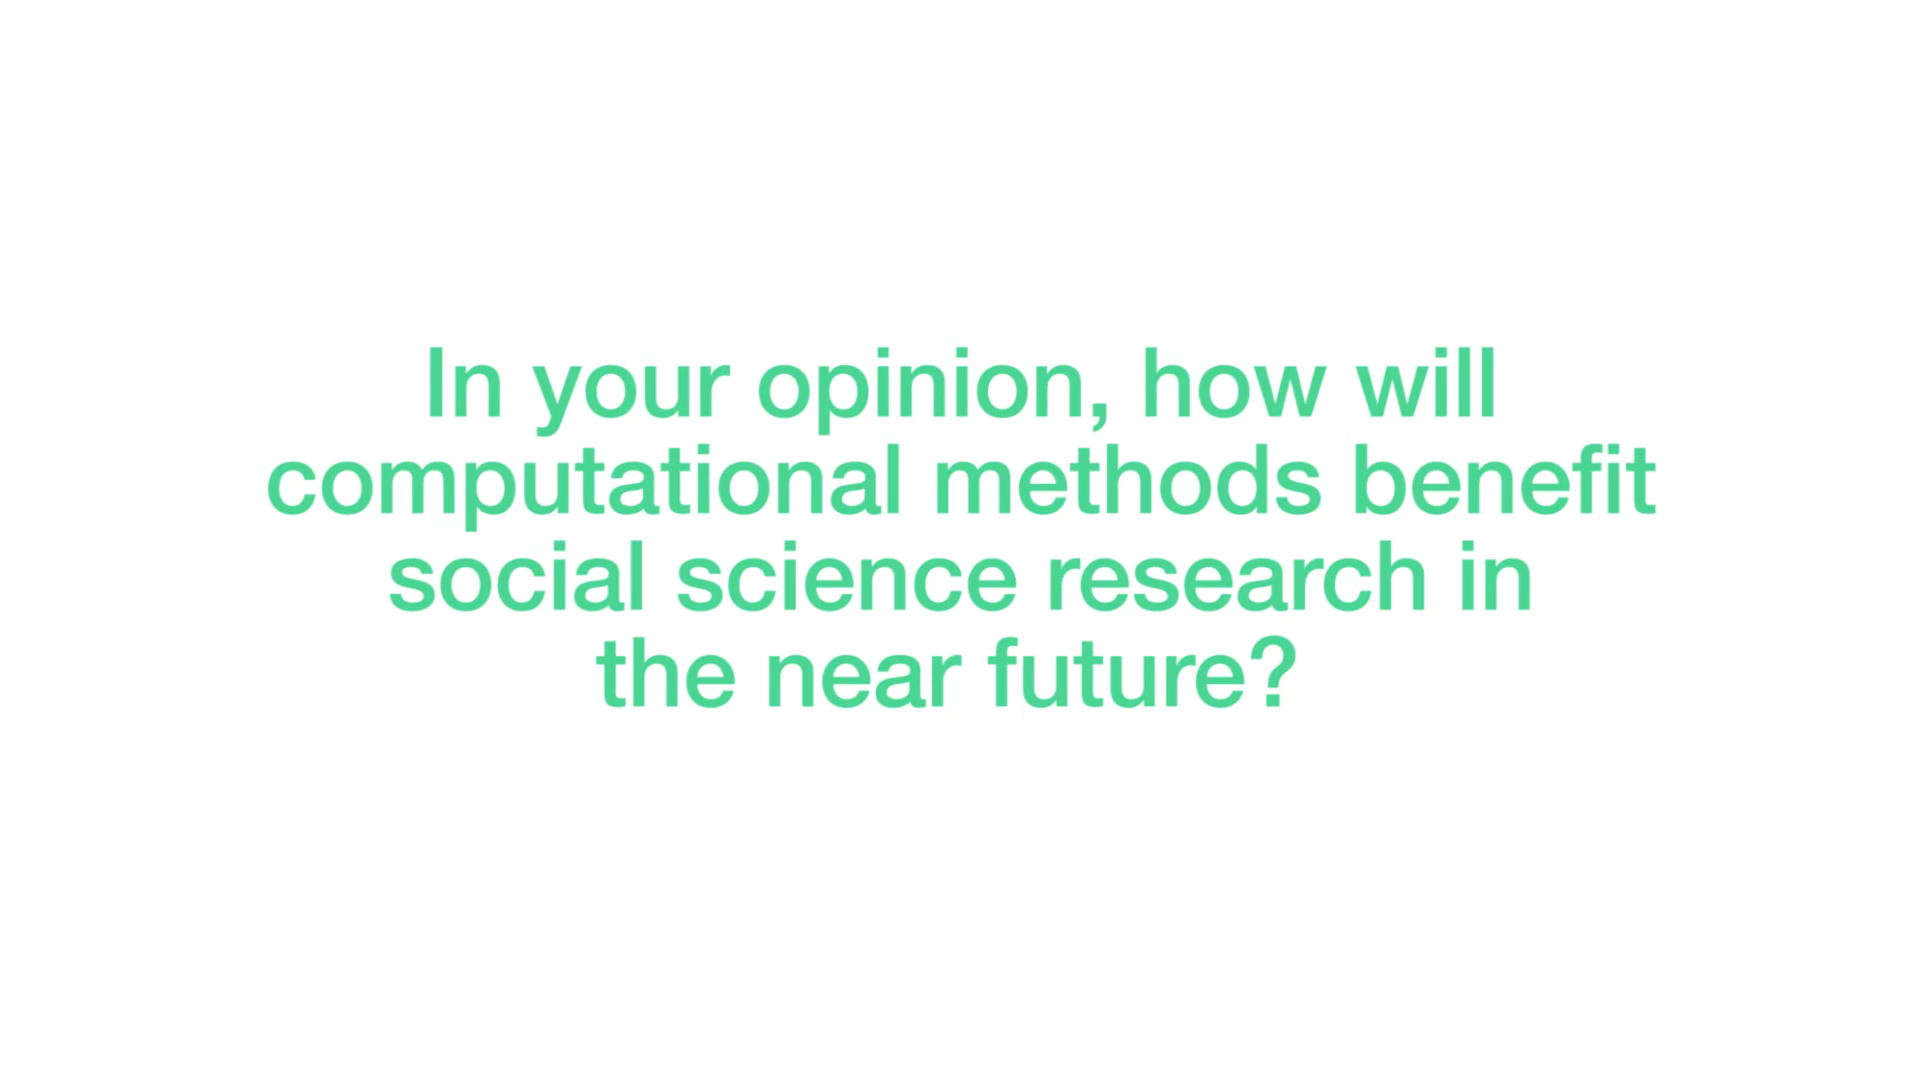 In your opinion, how will
computational methods benefit
social science research in
the near future?